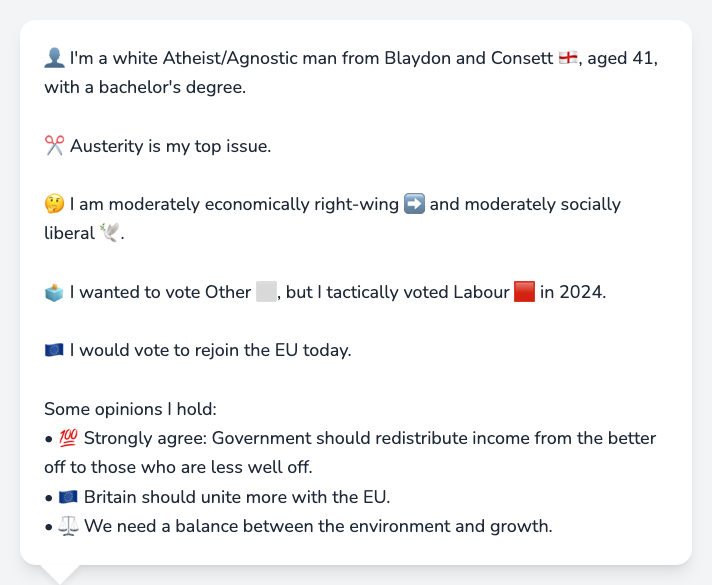 👤 I'm a white Atheist/Agnostic man from Blaydon and Consett 🏴󠁧󠁢󠁥󠁮󠁧󠁿, aged 41,
with a bachelor's degree.
✂️ Austerity is my top issue.
🤔 I am moderately economically right-wing ➡️ and moderately socially
liberal 🕊️.
🗳️ I wanted to vote Other ⬜, but I tactically voted Labour 🟥 in 2024.
🇪🇺 I would vote to rejoin the EU today.
Some opinions I hold:
• 💯 Strongly agree: Government should redistribute income from the better
off to those who are less well off.
• 🇪🇺 Britain should unite more with the EU.
• ⚖️ We need a balance between the environment and growth.